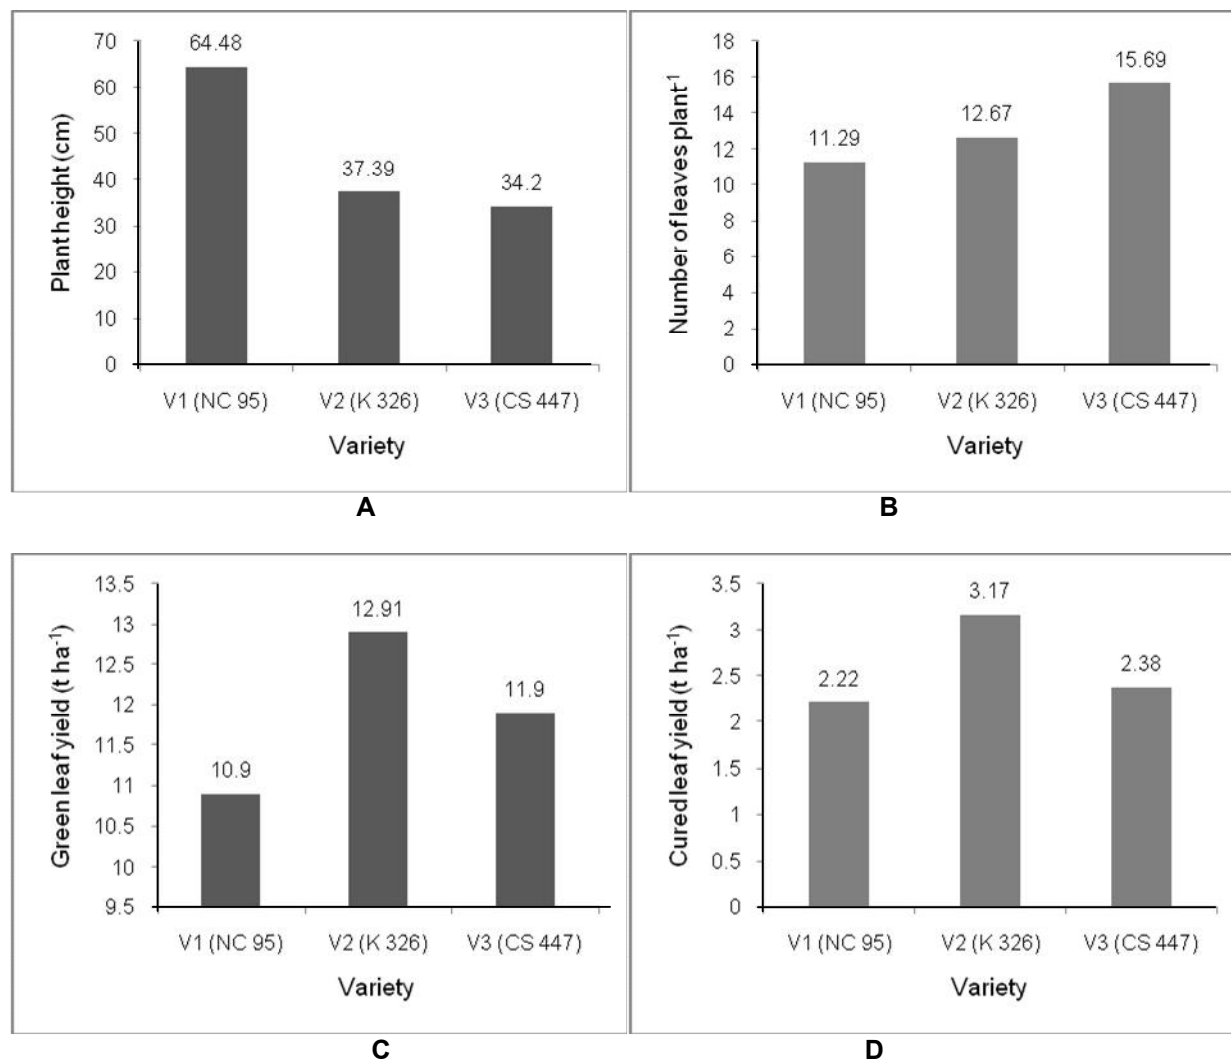 Plant height (cm)
70
60
50
40
30
20
10
0
64.48
37.39
34.2
V1 (NC 95) V2 (K 326) V3 (CS 447)
Variety
A
Number of leaves plant-1
18
16
14
12
10
8
6
4
2
0
11.29
12.67
15.69
V1 (NC 95) V2 (K 326) V3 (CS 447)
Variety
B
Green leaf yield (t ha-1)
13.5
13
12.5
12
11.5
11
10.5
10
9.5
10.9
12.91
11.9
V1 (NC 95) V2 (K 326) V3 (CS 447)
Variety
C
Cured leaf yield (t ha-1)
3.5
3
2.5
2
1.5
1
0.5
0
2.22
3.17
2.38
V1 (NC 95) V2 (K 326) V3 (CS 447)
Variety
D